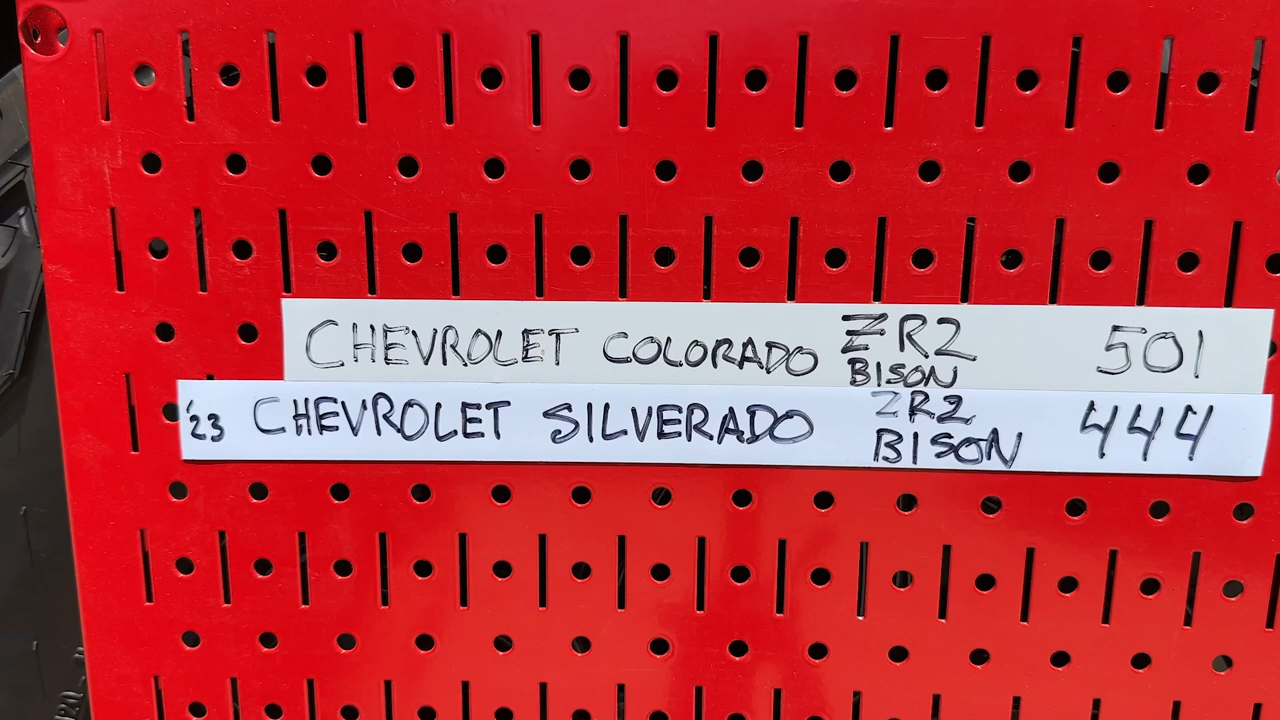 CHEVROLET COLORADO ZR2 BISON 501
'23 CHEVROLET SILVERADO ZR2 BISON 444